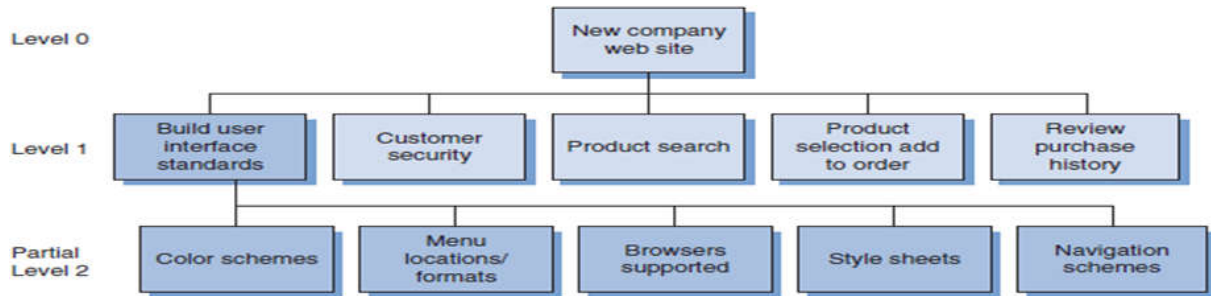 Level 0
New company
web site
Level 1
Build user
interface
standards
Customer
security
Product search
Product
selection add
to order
Review
purchase
history
Partial
Level 2
Color schemes
Menu
locations/
formats
Browsers
supported
Style sheets
Navigation
schemes